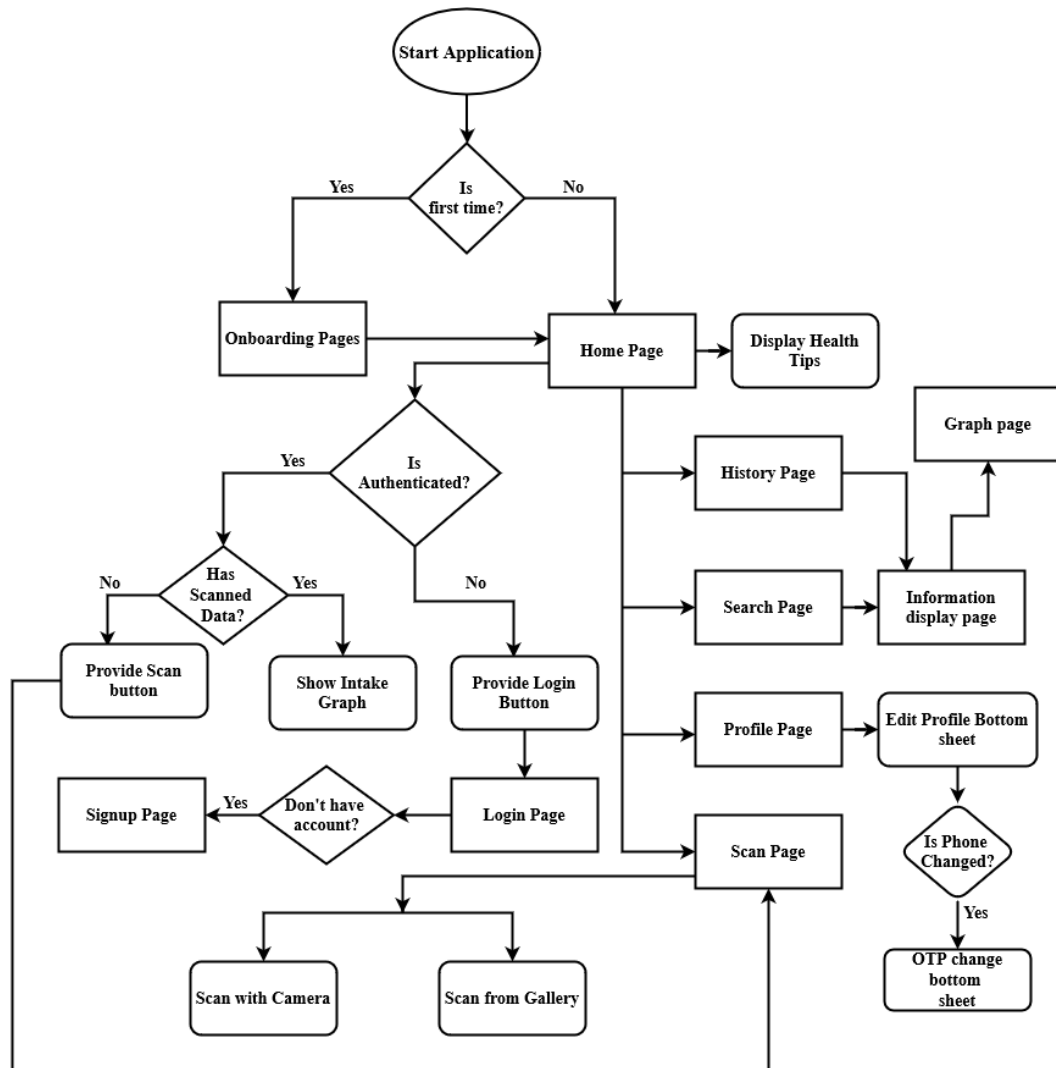 Start Application
Is
first time?
Yes
No
Onboarding Pages
Home Page
Display Health
Tips
Graph page
Is
Authenticated?
Yes
History Page
Has
Scanned
Data?
No
Yes
No
Search Page
Information
display page
Provide Scan
button
Show Intake
Graph
Provide Login
Button
Profile Page
Edit Profile Bottom
sheet
Signup Page
Yes
Don't have
account?
Login Page
Scan Page
Is Phone
Changed?
Yes
Scan with Camera
Scan from Gallery
OTP change
bottom
sheet